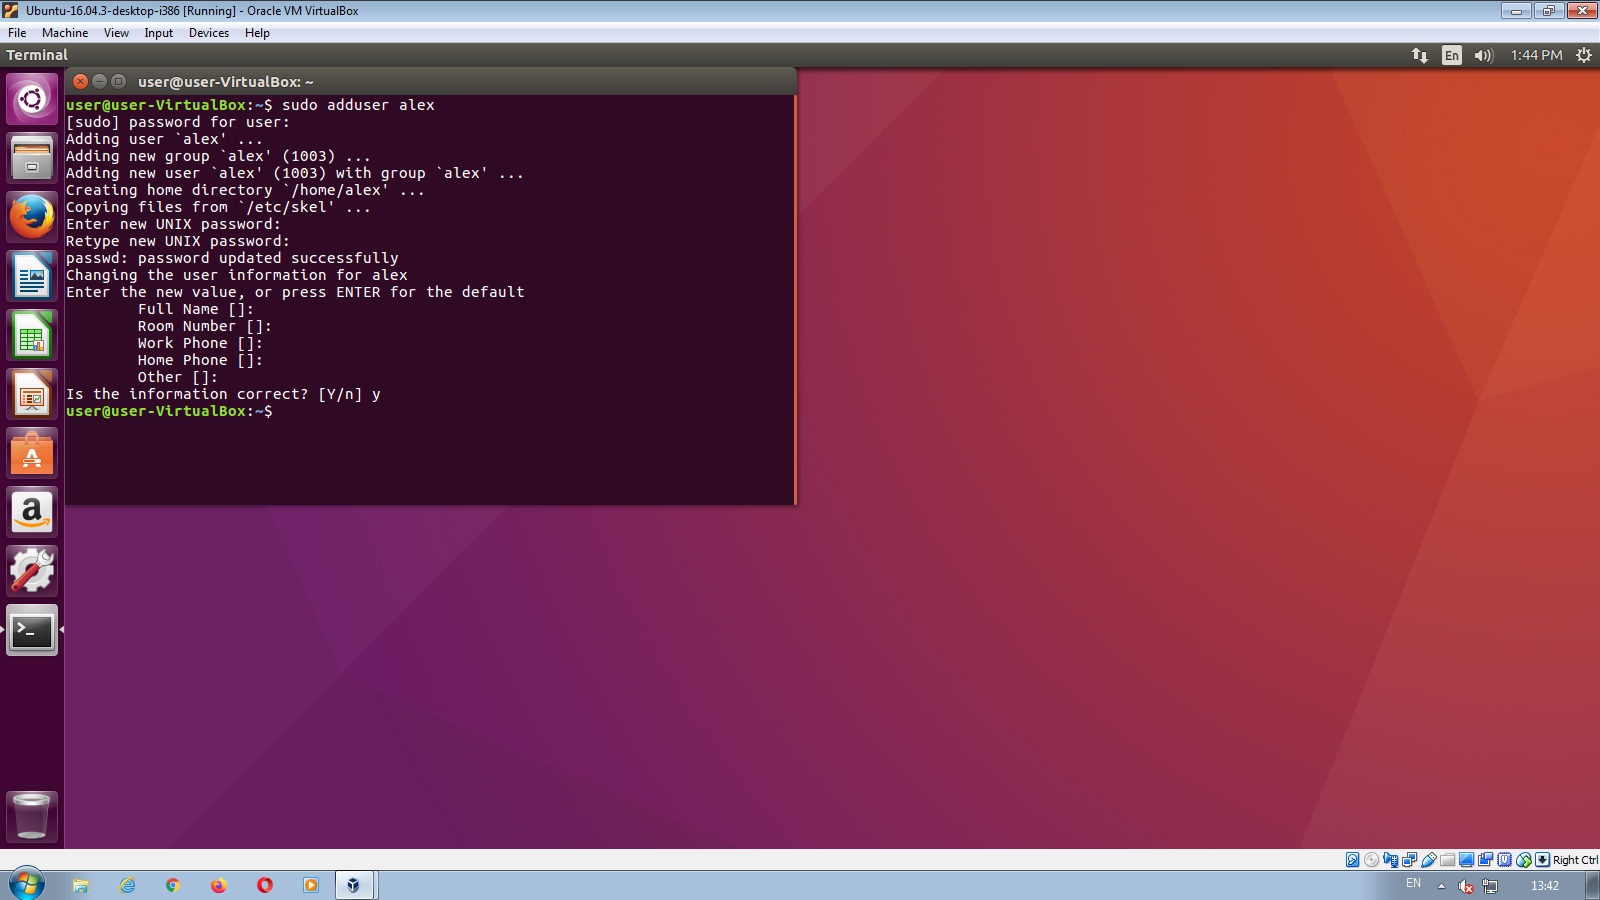 Ubuntu-16.04.3-desktop-i386 [Running] - Oracle VM VirtualBox
File Machine View Input Devices Help
Terminal En 1:44 PM
user@user-VirtualBox: ~
user@user-VirtualBox:~$ sudo adduser alex
[sudo] password for user:
Adding user `alex' ...
Adding new group `alex' (1003) ...
Adding new user `alex' (1003) with group `alex' ...
Creating home directory `/home/alex' ...
Copying files from `/etc/skel' ...
Enter new UNIX password:
Retype new UNIX password:
passwd: password updated successfully
Changing the user information for alex
Enter the new value, or press ENTER for the default
Full Name []:
Room Number []:
Work Phone []:
Home Phone []:
Other []:
Is the information correct? [Y/n] y
user@user-VirtualBox:~$
Right Ctrl
EN 13:42